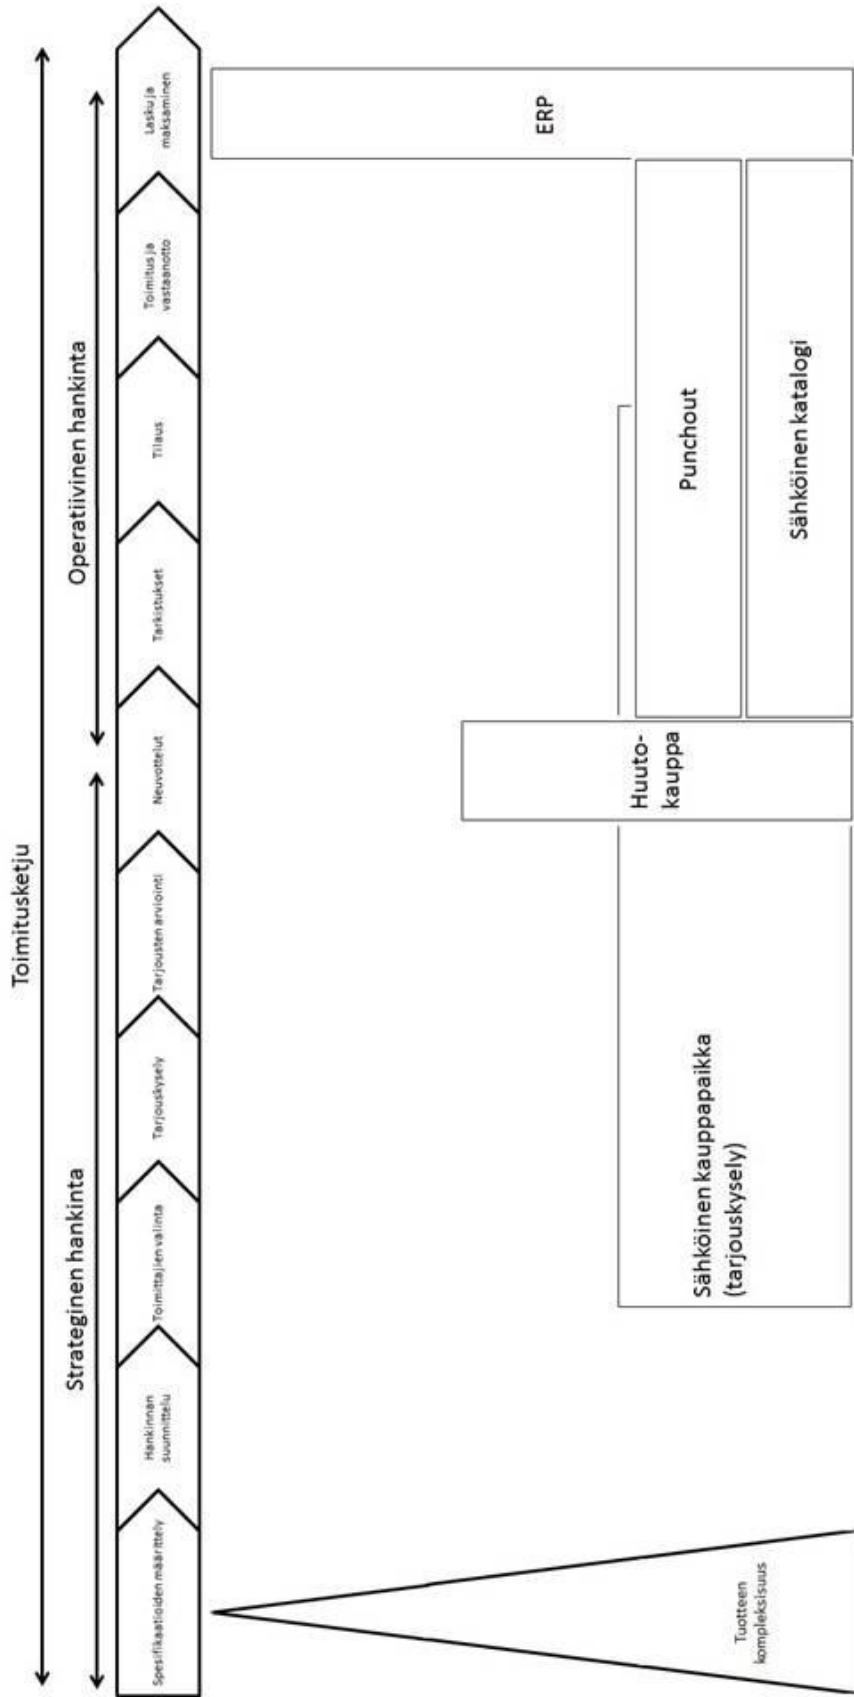 Toimitusketju
Strateginen hankinta
Operatiivinen hankinta
Spesifikaatioiden määrittely
Hankinnan
suunnittelu
Toimittajien valinta
Tarjouskysely
Tarjousten arviointi
Neuvottelut
Tarkistukset
Tilaus
Toimitus ja
vastaanotto
Lasku ja
maksaminen
Tuotteen
kompleksisuus
Sähköinen kauppapaikka
(tarjouskysely)
Huuto-
kauppa
Punchout
Sähköinen katalogi
ERP